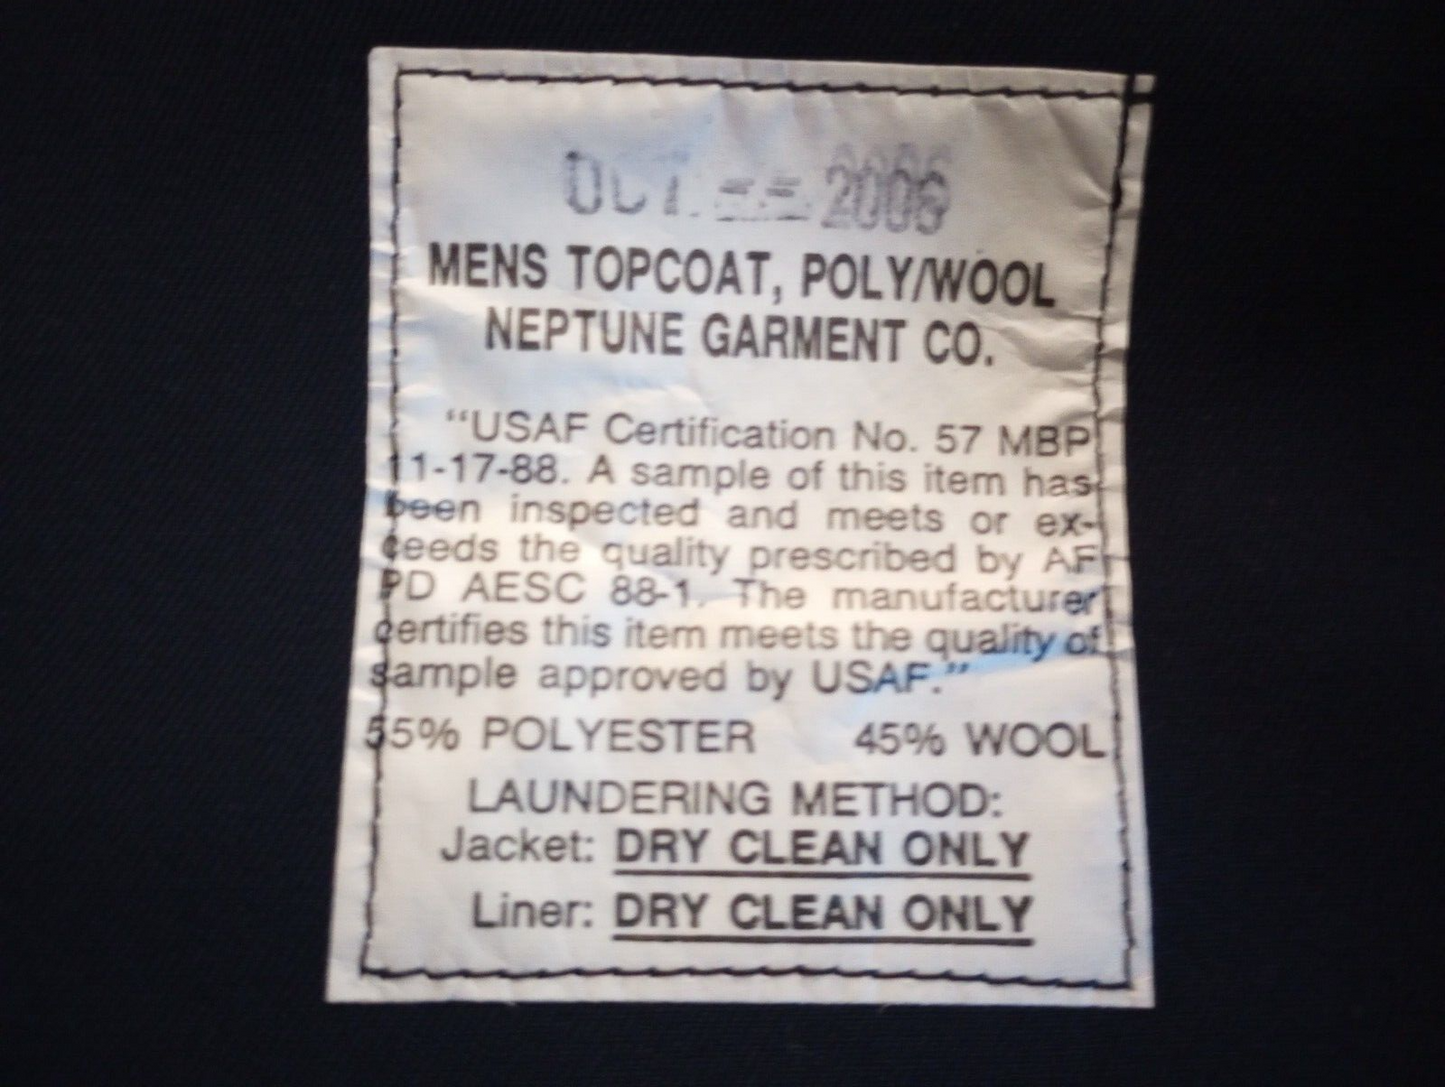 OCT. -- 2006
MENS TOPCOAT, POLY/WOOL
NEPTUNE GARMENT CO.
“USAF Certification No. 57 MBP
11-17-88. A sample of this item has
been inspected and meets or ex-
ceeds the quality prescribed by AF
PD AESC 88-1. The manufacturer
certifies this item meets the quality of
sample approved by USAF.”
55% POLYESTER 45% WOOL
LAUNDERING METHOD:
Jacket: DRY CLEAN ONLY
Liner: DRY CLEAN ONLY